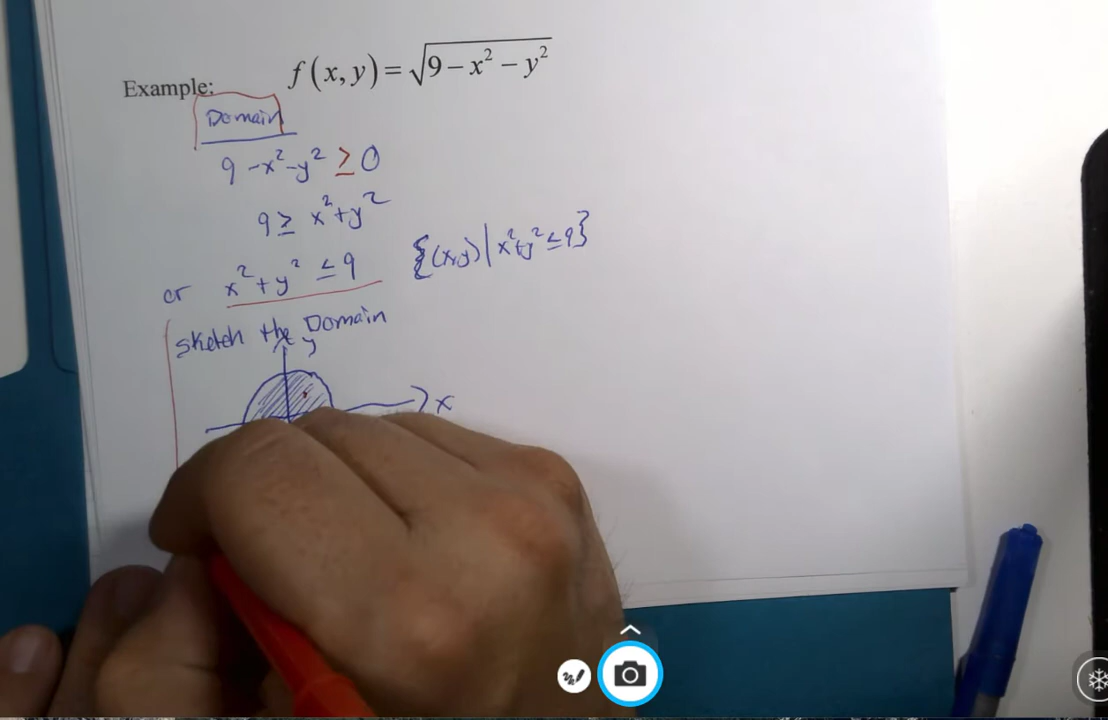 Example: f(x, y) = √(9 − x² − y²)
Domain
9 - x² - y² ≥ 0
9 ≥ x² + y²
or x² + y² ≤ 9 {(x,y) | x² + y² ≤ 9}
sketch the Domain
y
x